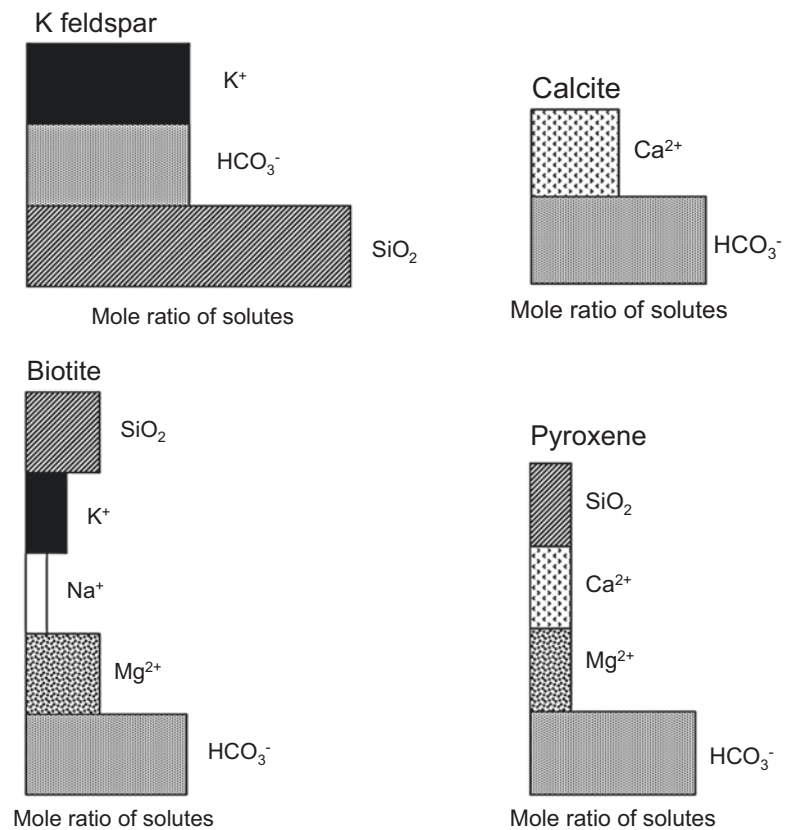 K feldspar
K⁺
HCO₃⁻
SiO₂
Mole ratio of solutes
Calcite
Ca²⁺
HCO₃⁻
Mole ratio of solutes
Biotite
SiO₂
K⁺
Na⁺
Mg²⁺
HCO₃⁻
Mole ratio of solutes
Pyroxene
SiO₂
Ca²⁺
Mg²⁺
HCO₃⁻
Mole ratio of solutes